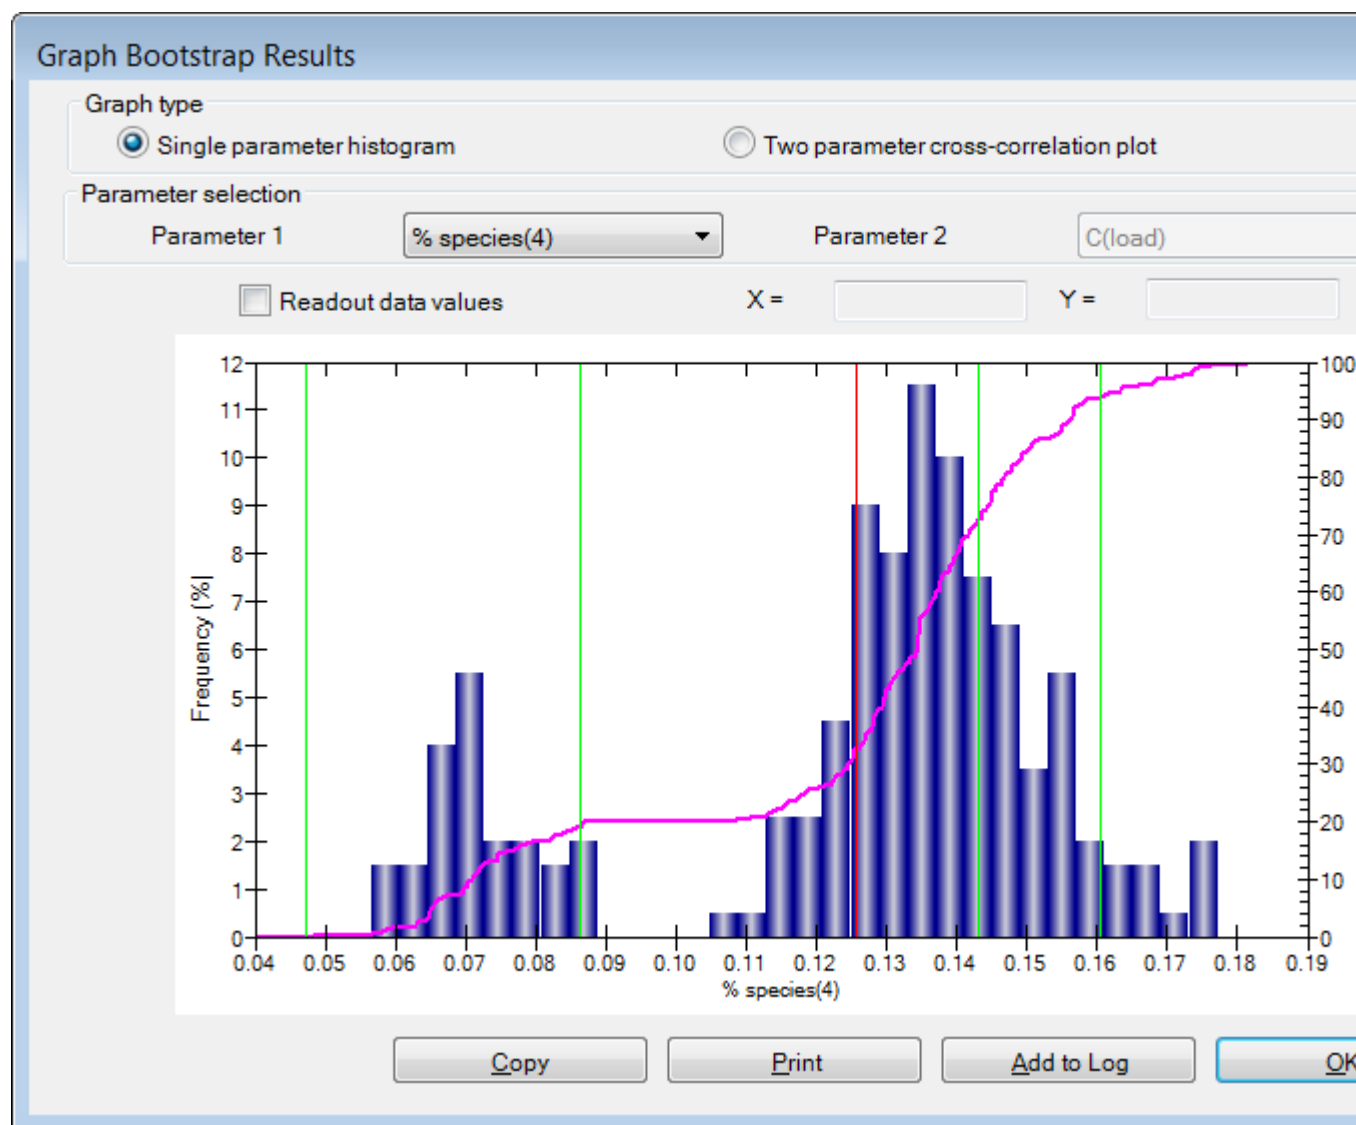 Graph Bootstrap Results
Graph type
Single parameter histogram Two parameter cross-correlation plot
Parameter selection
Parameter 1 % species(4) Parameter 2 C(load)
Readout data values X = Y =
12 100
11 90
10 80
9 70
8
7 60
6 50
5 40
4 30
3 20
2 10
1
0 0
Frequency (%|
0.04 0.05 0.06 0.07 0.08 0.09 0.10 0.11 0.12 0.13 0.14 0.15 0.16 0.17 0.18 0.19
% species(4)
Copy Print Add to Log OK